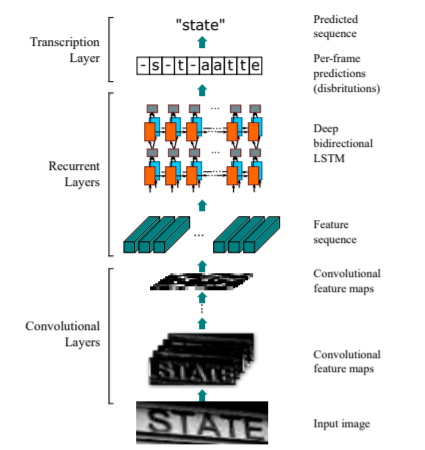 "state"
Predicted
sequence
Transcription
Layer
-s-t-aatte
Per-frame
predictions
(disbritutions)
Deep
bidirectional
LSTM
...
...
Recurrent
Layers
...
Feature
sequence
Convolutional
feature maps
Convolutional
Layers
...
STATE
Convolutional
feature maps
STATE
Input image